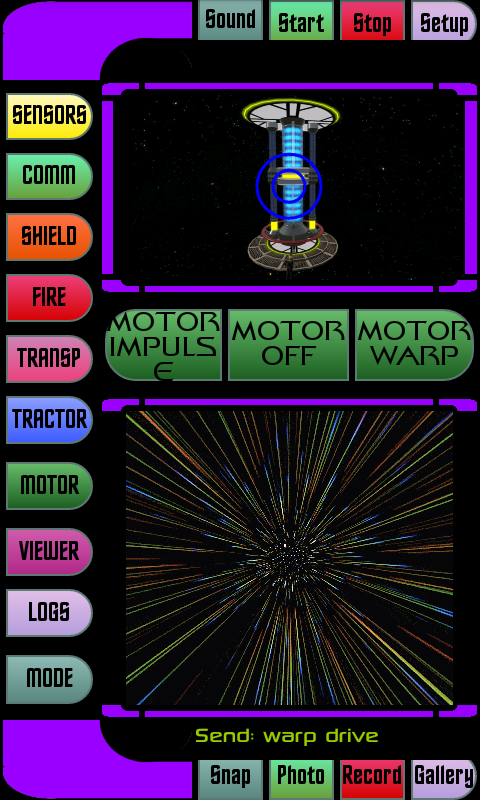 Sound Start Stop Setup
SENSORS
COMM
SHIELD
FIRE
TRANSP
TRACTOR
MOTOR
VIEWER
LOGS
MODE
MOTOR
IMPULS
E
MOTOR
OFF
MOTOR
WARP
Send: warp drive
Snap Photo Record Gallery